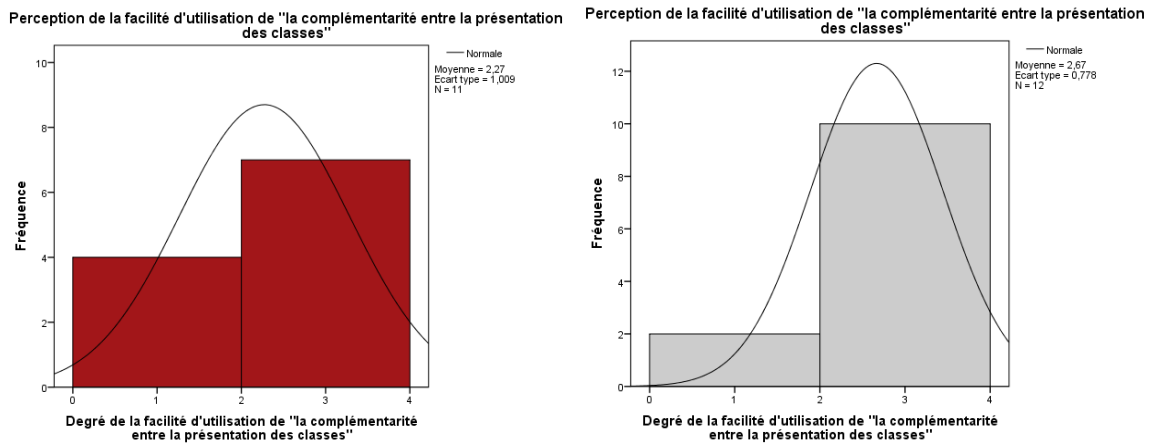 Perception de la facilité d'utilisation de "la complémentarité entre la présentation
des classes"
Normale
Moyenne = 2,27
Ecart type = 1,009
N = 11
10
8
6
4
2
0
Fréquence
0 1 2 3 4
Degré de la facilité d'utilisation de "la complémentarité
entre la présentation des classes"
Perception de la facilité d'utilisation de "la complémentarité entre la présentation
des classes"
Normale
Moyenne = 2,67
Ecart type = 0,778
N = 12
12
10
8
6
4
2
0
Fréquence
0 1 2 3 4
Degré de la facilité d'utilisation de "la complémentarité
entre la présentation des classes"